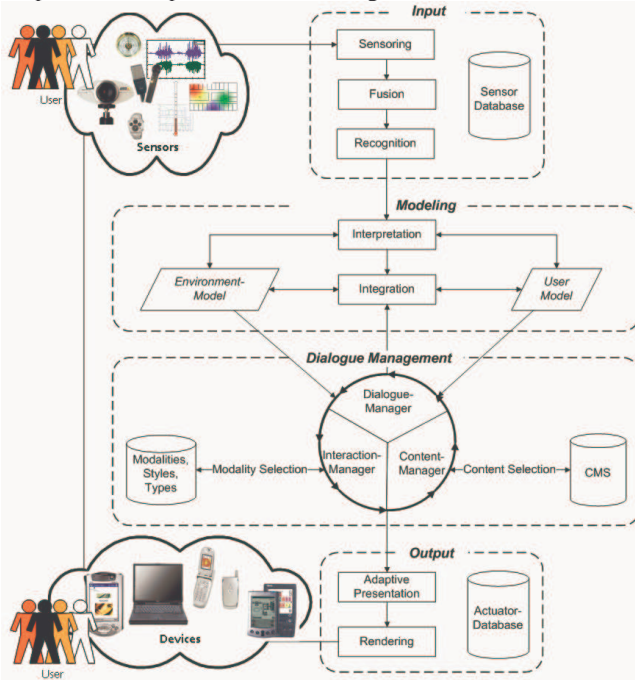 Input
Sensoring
Fusion
Recognition
Sensor
Database
User
Sensors
Modeling
Interpretation
Environment-
Model
Integration
User
Model
Dialogue Management
Dialogue-
Manager
Modalities,
Styles,
Types
Modality Selection
Interaction-
Manager
Content-
Manager
Content Selection
CMS
Output
Adaptive
Presentation
Rendering
Actuator-
Database
Devices
User